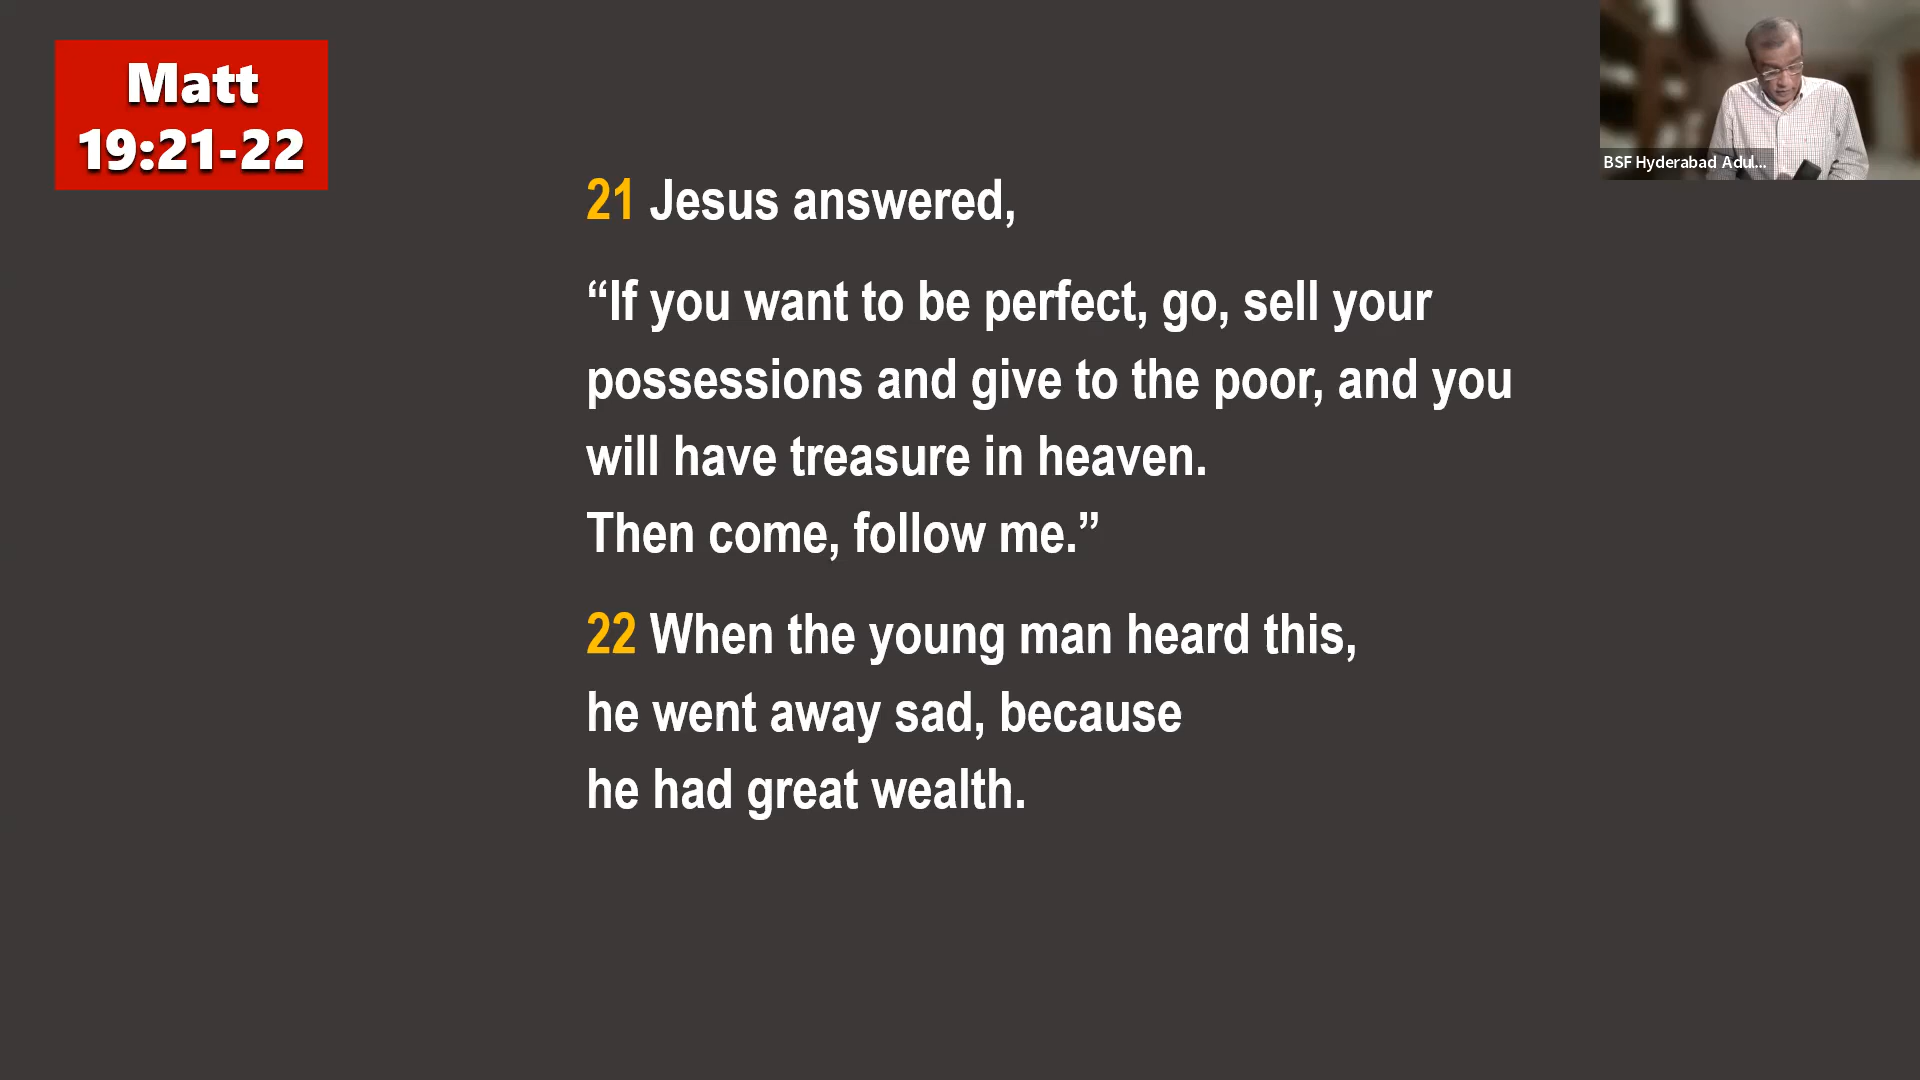 Matt
19:21-22
BSF Hyderabad Adul...
21 Jesus answered,
“If you want to be perfect, go, sell your
possessions and give to the poor, and you
will have treasure in heaven.
Then come, follow me.”
22 When the young man heard this,
he went away sad, because
he had great wealth.